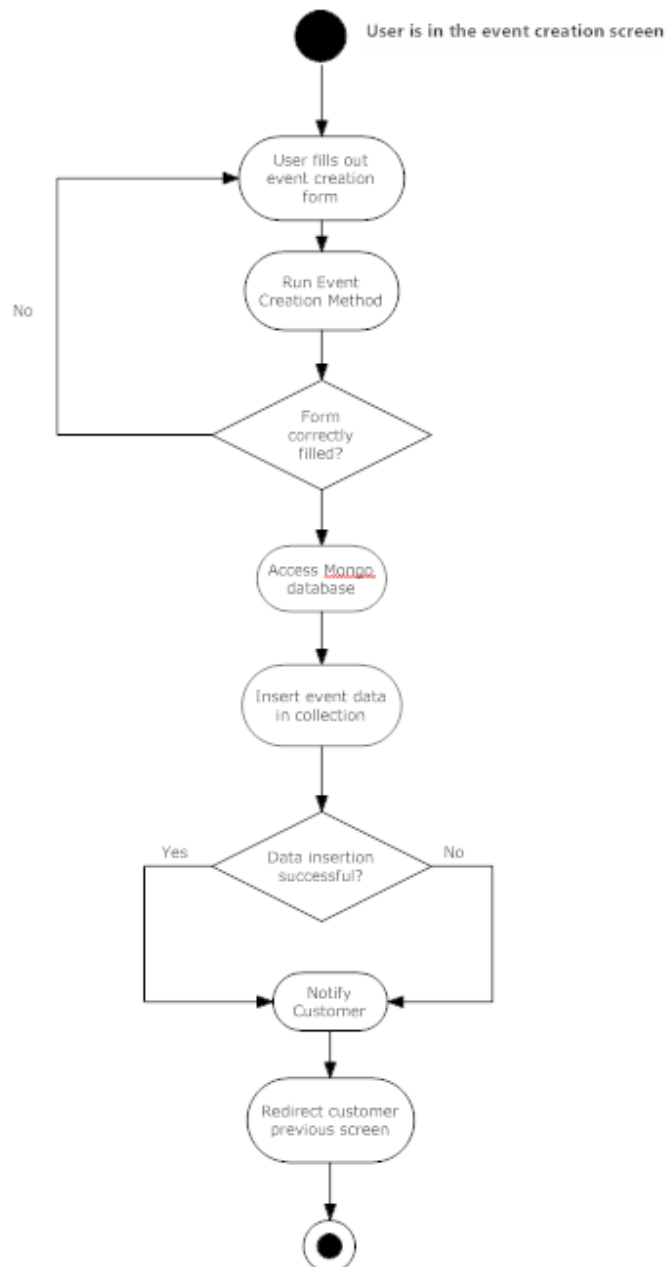 User is in the event creation screen
User fills out
event creation
form
Run Event
Creation Method
No
Form
correctly
filled?
Access Mongo
database
Insert event data
in collection
Yes
Data insertion
successful?
No
Notify
Customer
Redirect customer
previous screen